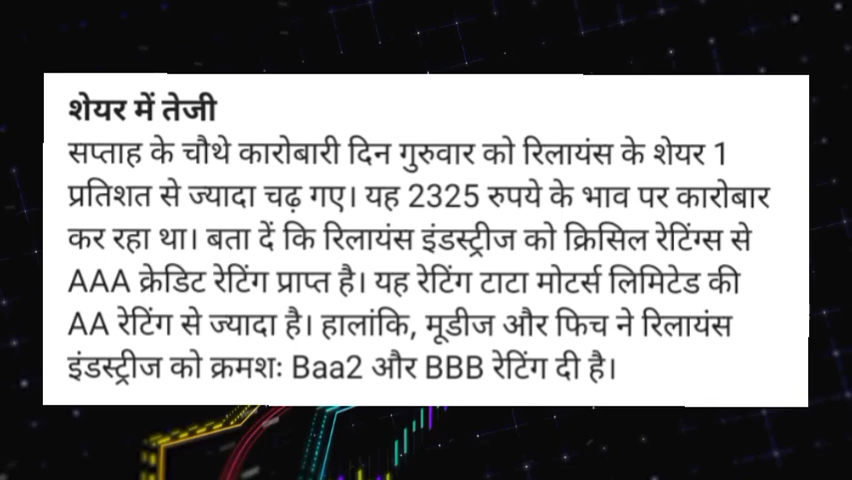 शेयर में तेजी
सप्ताह के चौथे कारोबारी दिन गुरुवार को रिलायंस के शेयर 1
प्रतिशत से ज्यादा चढ़ गए। यह 2325 रुपये के भाव पर कारोबार
कर रहा था। बता दें कि रिलायंस इंडस्ट्रीज को क्रिसिल रेटिंग्स से
AAA क्रेडिट रेटिंग प्राप्त है। यह रेटिंग टाटा मोटर्स लिमिटेड की
AA रेटिंग से ज्यादा है। हालांकि, मूडीज और फिच ने रिलायंस
इंडस्ट्रीज को क्रमशः Baa2 और BBB रेटिंग दी है।